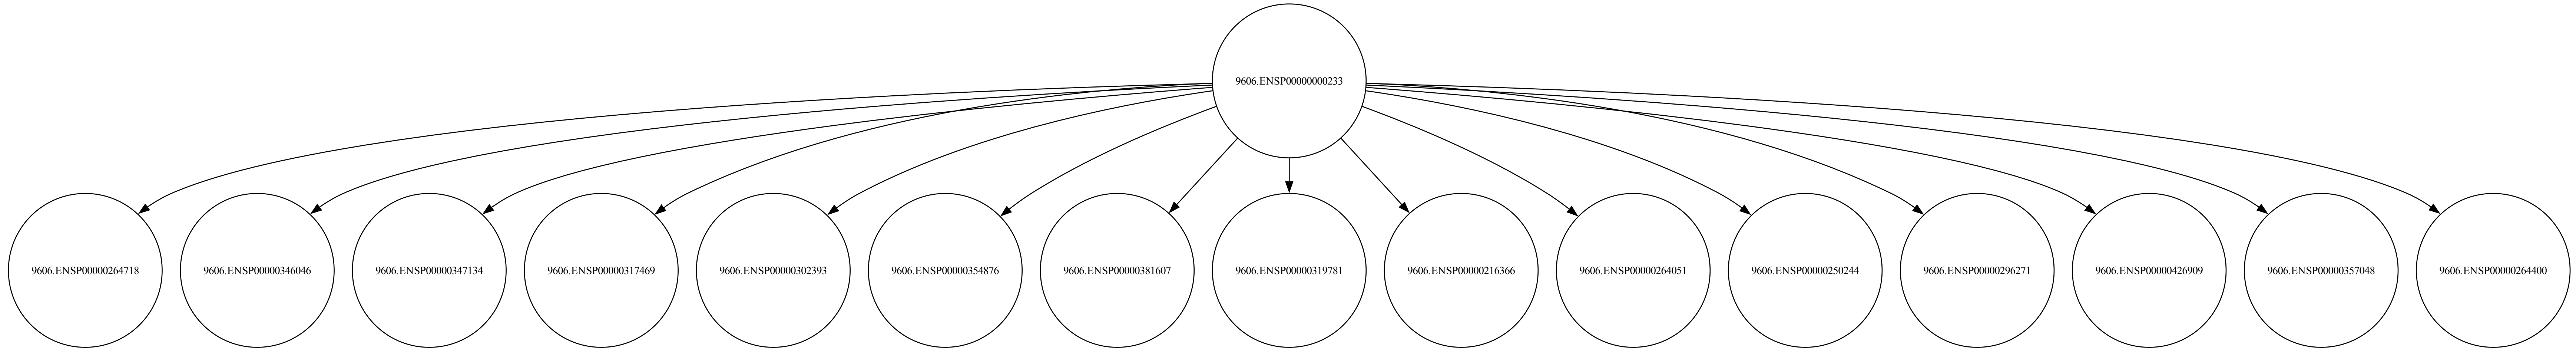 9606.ENSP00000000233
9606.ENSP00000264718
9606.ENSP00000346046
9606.ENSP00000347134
9606.ENSP00000317469
9606.ENSP00000302393
9606.ENSP00000354876
9606.ENSP00000381607
9606.ENSP00000319781
9606.ENSP00000216366
9606.ENSP00000264051
9606.ENSP00000250244
9606.ENSP00000296271
9606.ENSP00000426909
9606.ENSP00000357048
9606.ENSP00000264400